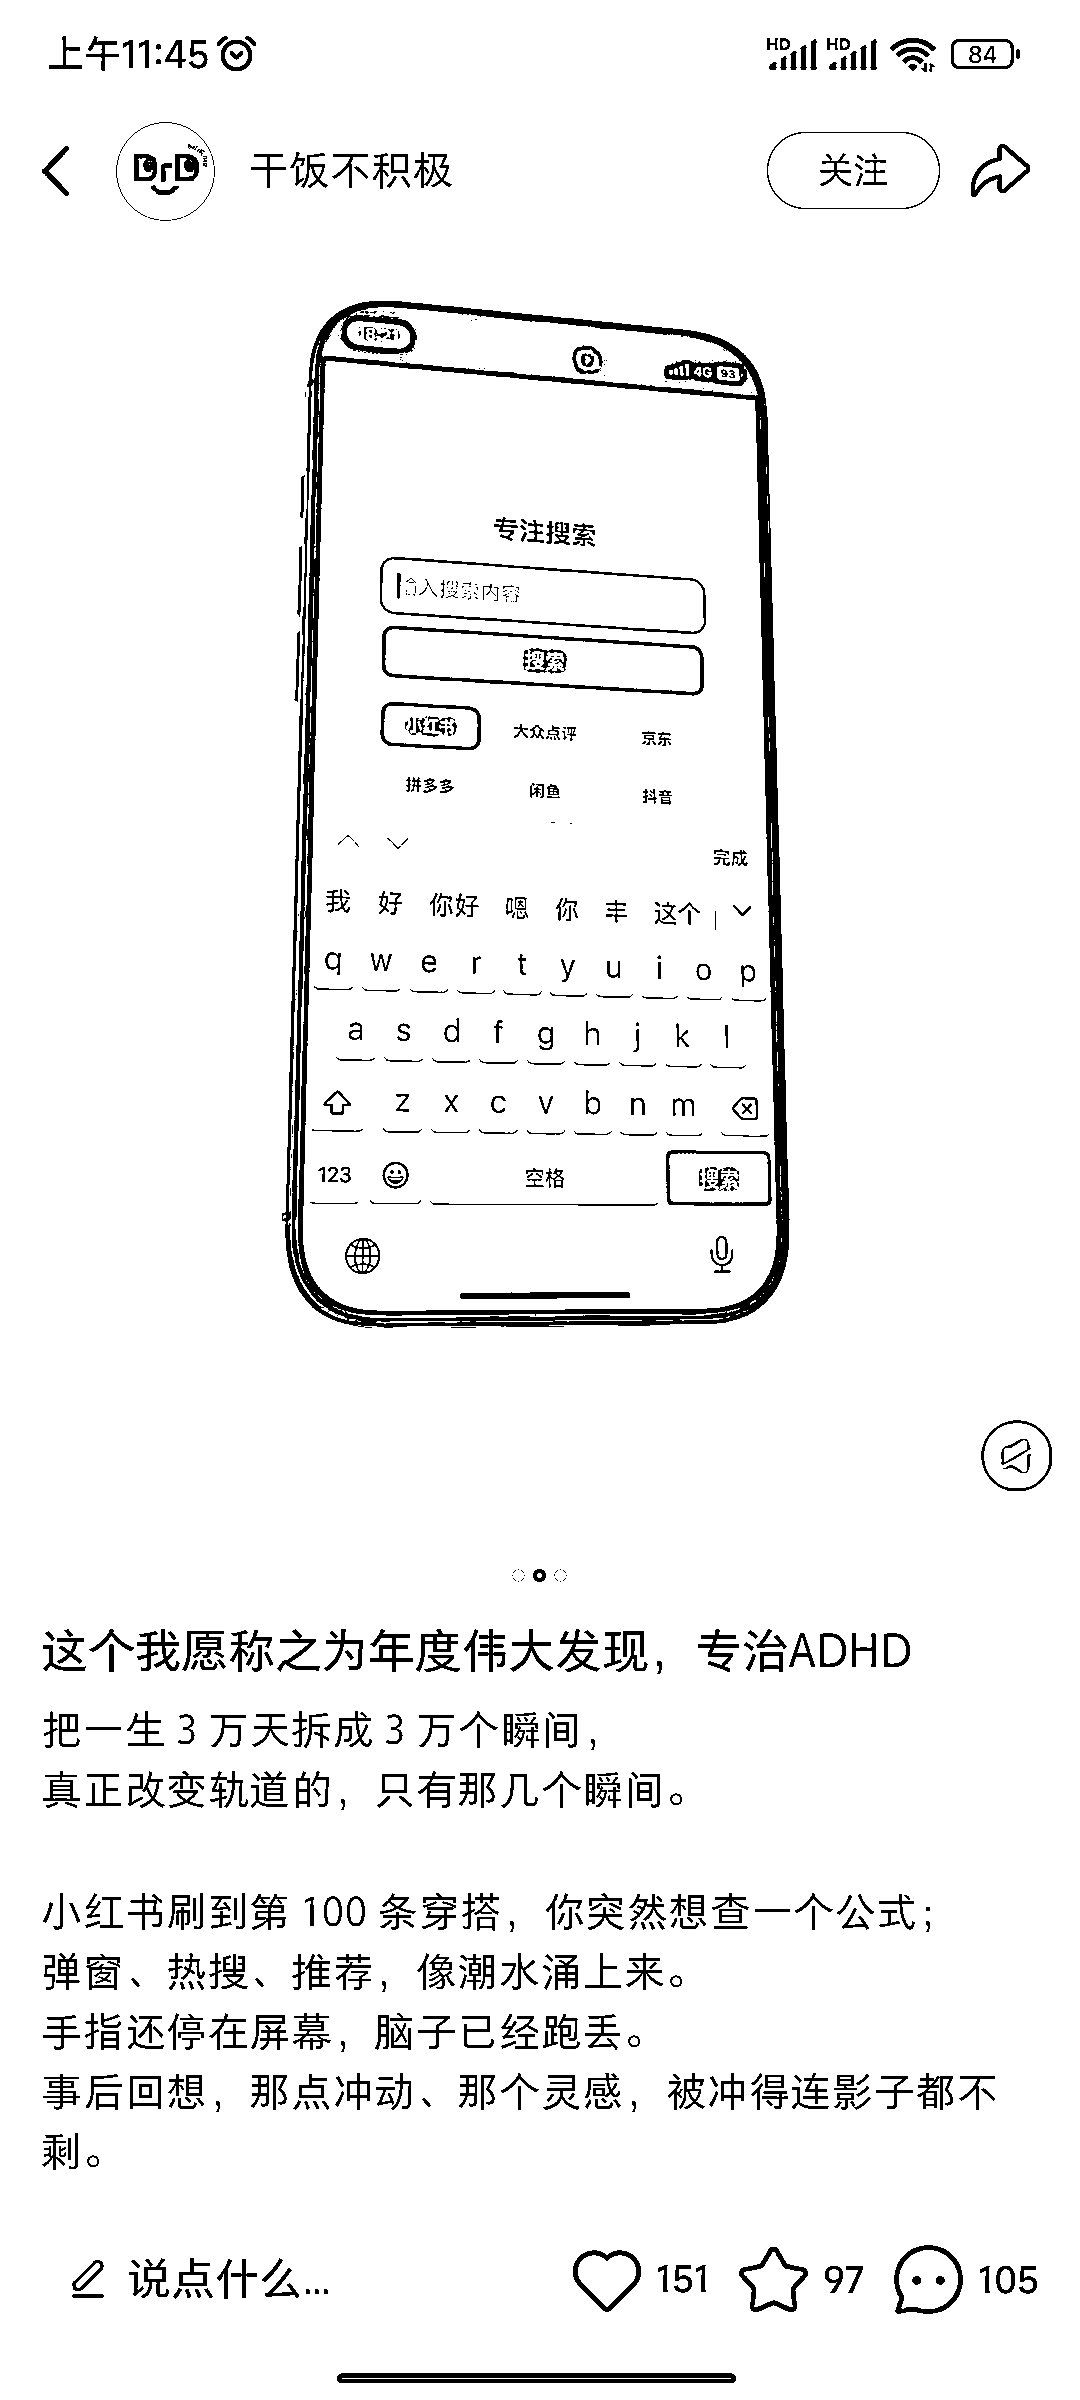 上午11:45
HD HD 84
DrD 干饭不积极 关注
4G 93
专注搜索
输入搜索内容
搜索
小红书 大众点评 京东
拼多多 闲鱼 抖音
完成
我 好 你好 嗯 你 丰 这个
q w e r t y u i o p
a s d f g h j k l
z x c v b n m
123 空格 搜索
这个我愿称之为年度伟大发现，专治ADHD
把一生 3 万天拆成 3 万个瞬间，
真正改变轨道的，只有那几个瞬间。
小红书刷到第 100 条穿搭，你突然想查一个公式；
弹窗、热搜、推荐，像潮水涌上来。
手指还停在屏幕，脑子已经跑丢。
事后回想，那点冲动、那个灵感，被冲得连影子都不
剩。
说点什么... 151 97 105